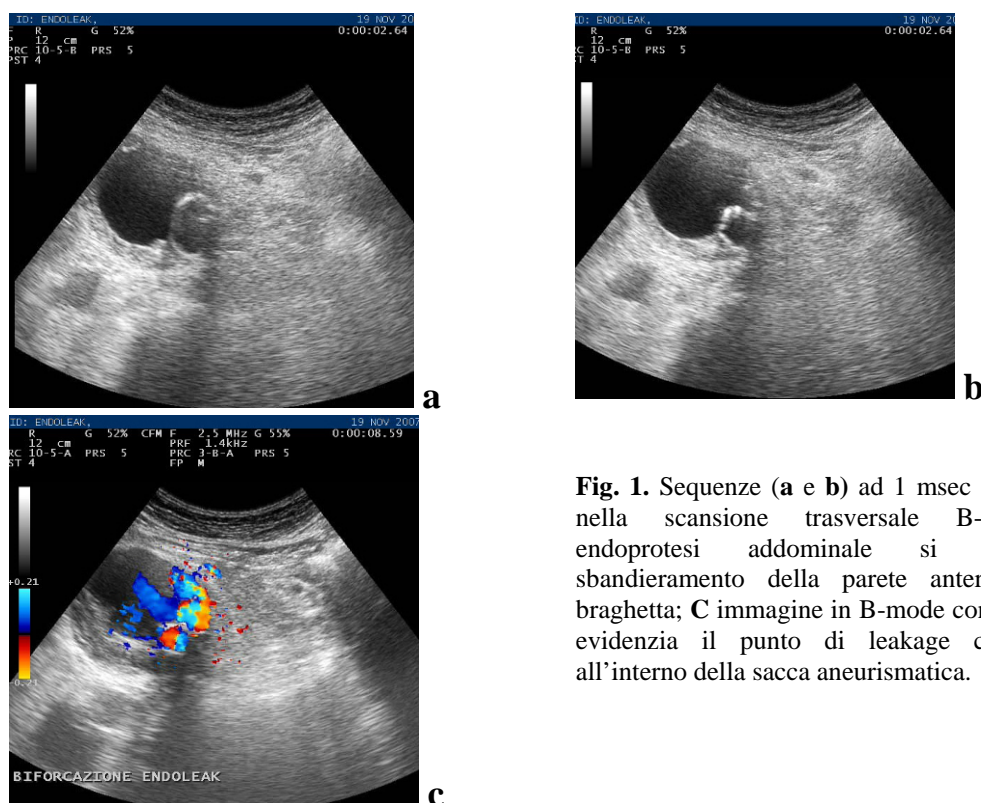 ID: ENDOLEAK, 19 NOV 20
F R G 52% 0:00:02.64
P 12 cm
PRC 10-5-B PRS 5
PST 4
a
ID: ENDOLEAK, 19 NOV 20
R G 52% 0:00:02.64
12 cm
C 10-5-B PRS 5
ST 4
b
ID: ENDOLEAK, 19 NOV 2007
R G 52% CFM F 2.5 MHz G 55% 0:00:08.59
12 cm PRF 1.4kHz
RC 10-5-A PRS 5 PRC 3-B-A PRS 5
ST 4 FP M
+0.21
-0.21
BIFORCAZIONE ENDOLEAK
c
Fig. 1. Sequenze (a e b) ad 1 msec
nella scansione trasversale B-
endoprotesi addominale si
sbandieramento della parete anter
braghetta; C immagine in B-mode con
evidenzia il punto di leakage c
all’interno della sacca aneurismatica.